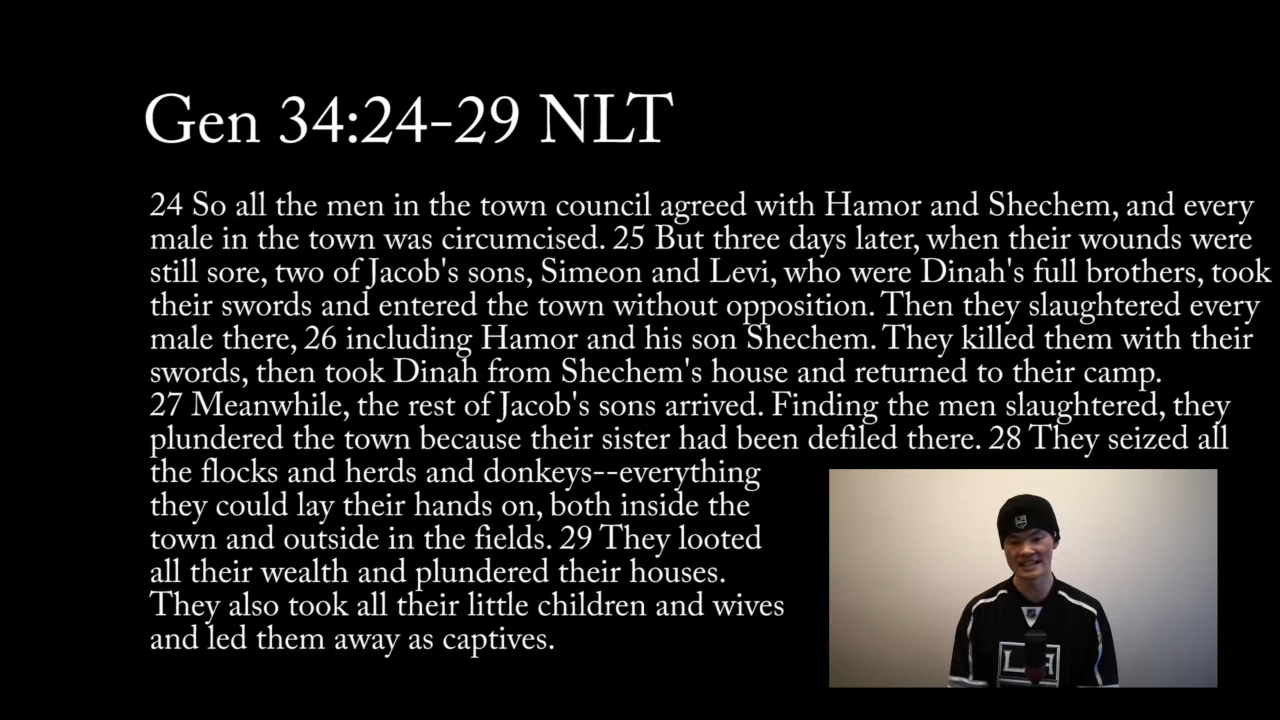 Gen 34:24-29 NLT
24 So all the men in the town council agreed with Hamor and Shechem, and every
male in the town was circumcised. 25 But three days later, when their wounds were
still sore, two of Jacob's sons, Simeon and Levi, who were Dinah's full brothers, took
their swords and entered the town without opposition. Then they slaughtered every
male there, 26 including Hamor and his son Shechem. They killed them with their
swords, then took Dinah from Shechem's house and returned to their camp.
27 Meanwhile, the rest of Jacob's sons arrived. Finding the men slaughtered, they
plundered the town because their sister had been defiled there. 28 They seized all
the flocks and herds and donkeys--everything
they could lay their hands on, both inside the
town and outside in the fields. 29 They looted
all their wealth and plundered their houses.
They also took all their little children and wives
and led them away as captives.
LA